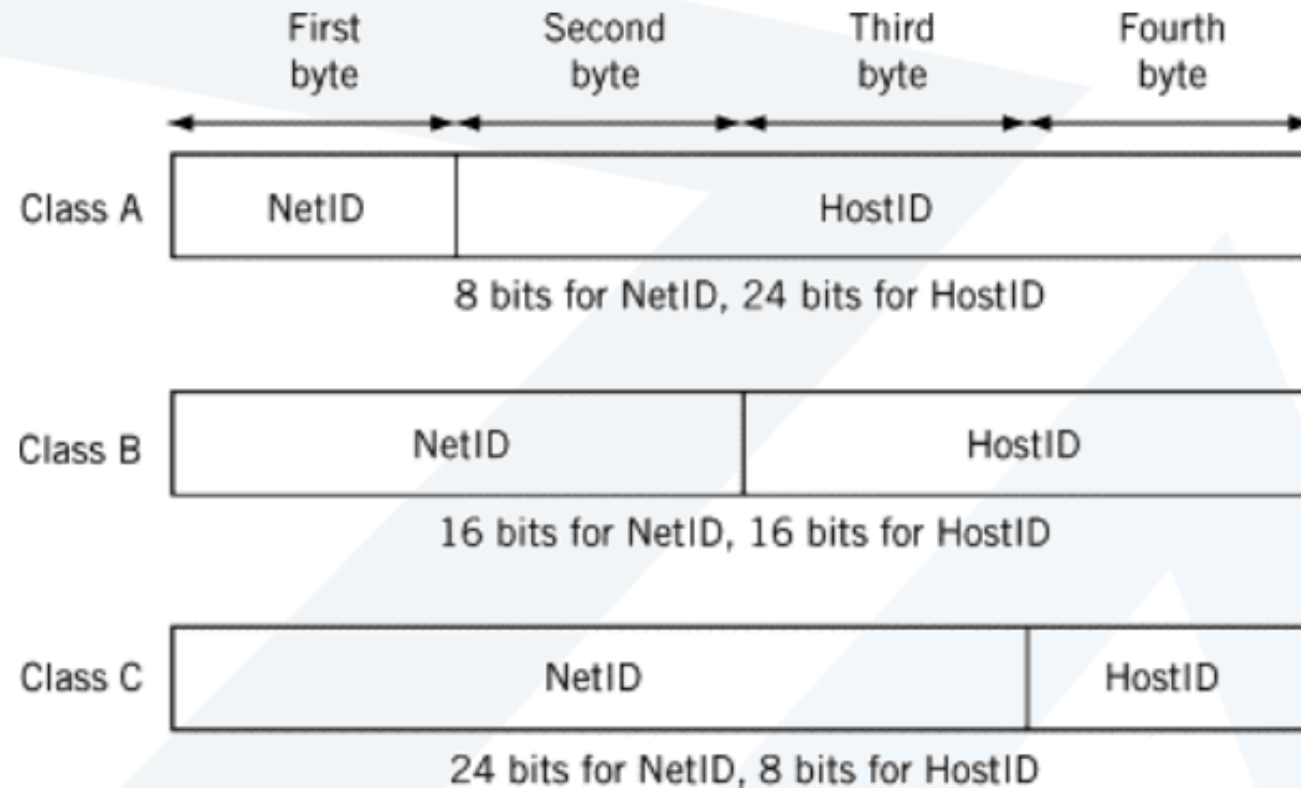 First Second Third Fourth
byte byte byte byte
Class A NetID HostID
8 bits for NetID, 24 bits for HostID
Class B NetID HostID
16 bits for NetID, 16 bits for HostID
Class C NetID HostID
24 bits for NetID, 8 bits for HostID